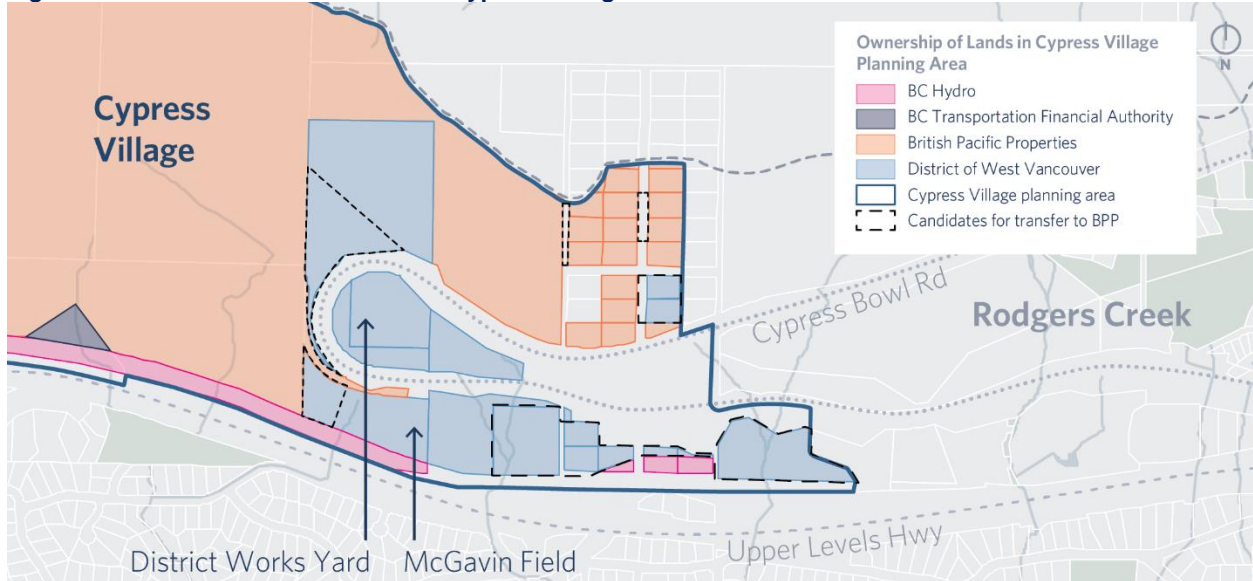 Cypress
Village
Ownership of Lands in Cypress Village
Planning Area
BC Hydro
BC Transportation Financial Authority
British Pacific Properties
District of West Vancouver
Cypress Village planning area
Candidates for transfer to BPP
N
Cypress Bowl Rd
Rodgers Creek
Upper Levels Hwy
District Works Yard
McGavin Field